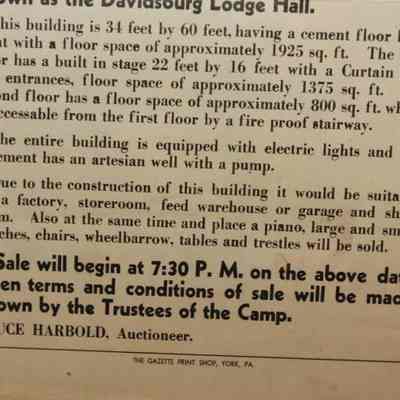 own as the Davidsburg Lodge Hall.
his building is 34 feet by 60 feet, having a cement floor
t with a floor space of approximately 1925 sq. ft. The
or has a built in stage 22 feet by 16 feet with a Curtain
entrances, floor space of approximately 1375 sq. ft.
ond floor has a floor space of approximately 800 sq. ft. wh
ccessable from the first floor by a fire proof stairway.
he entire building is equipped with electric lights and
ement has an artesian well with a pump.
ue to the construction of this building it would be suita
a factory, storeroom, feed warehouse or garage and sh
m. Also at the same time and place a piano, large and sm
ches, chairs, wheelbarrow, tables and trestles will be sold.
Sale will begin at 7:30 P. M. on the above dat
en terms and conditions of sale will be mad
own by the Trustees of the Camp.
UCE HARBOLD, Auctioneer.
THE GAZETTE PRINT SHOP, YORK, PA.